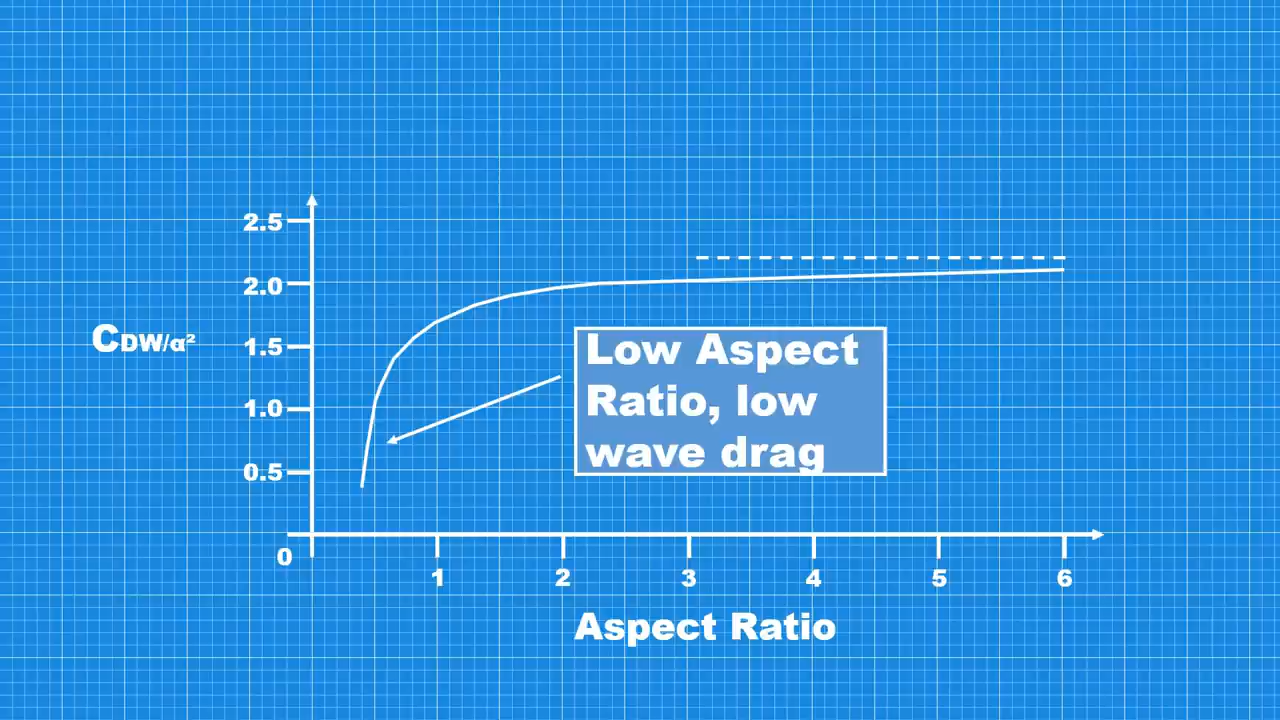 2.5
2.0
CDW/α²
1.5
1.0
0.5
0
Low Aspect
Ratio, low
wave drag
1 2 3 4 5 6
Aspect Ratio